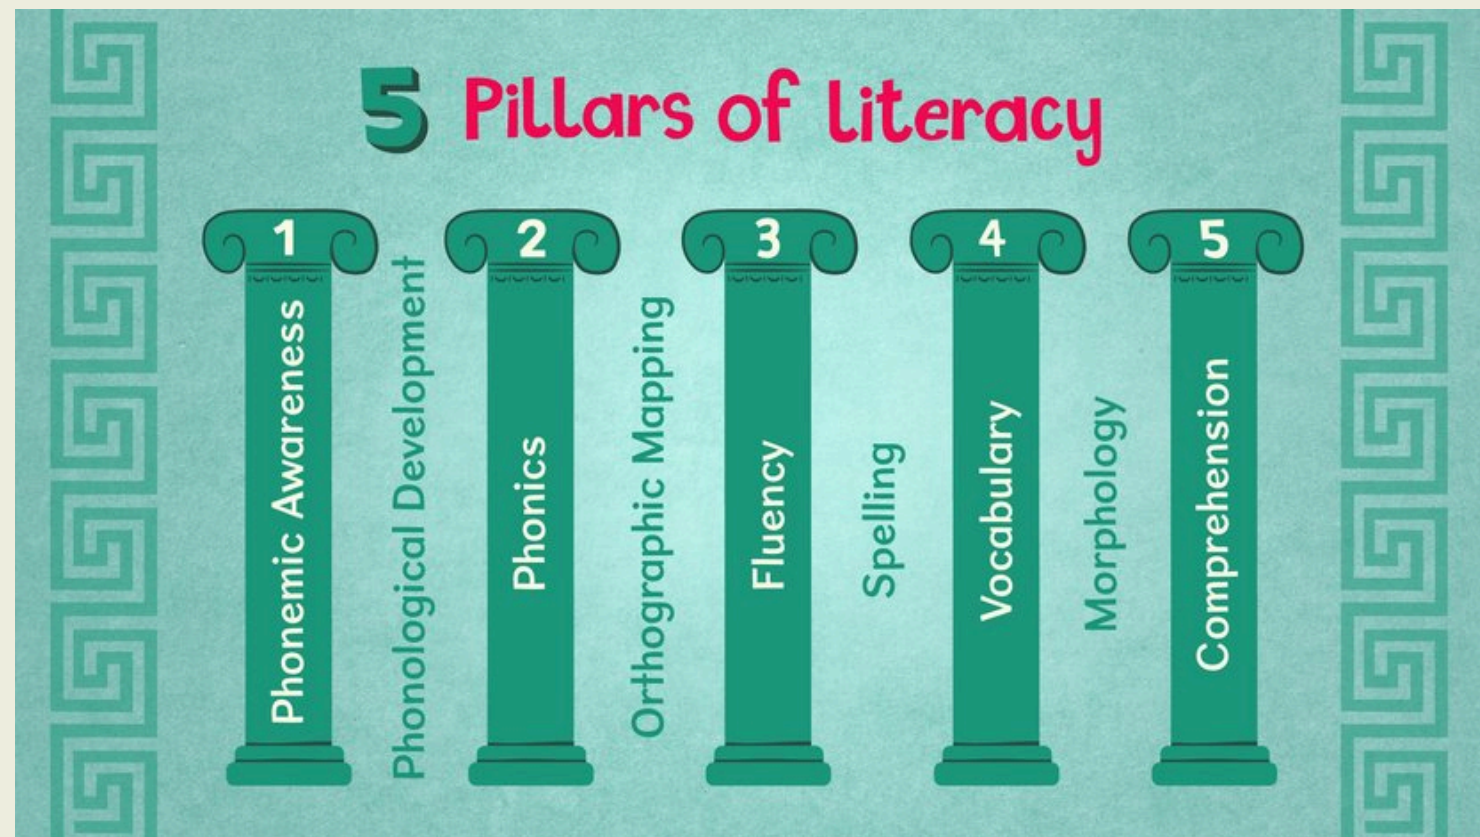 5 Pillars of Literacy
1
Phonemic Awareness
Phonological Development
2
Phonics
Orthographic Mapping
3
Fluency
Spelling
4
Vocabulary
Morphology
5
Comprehension